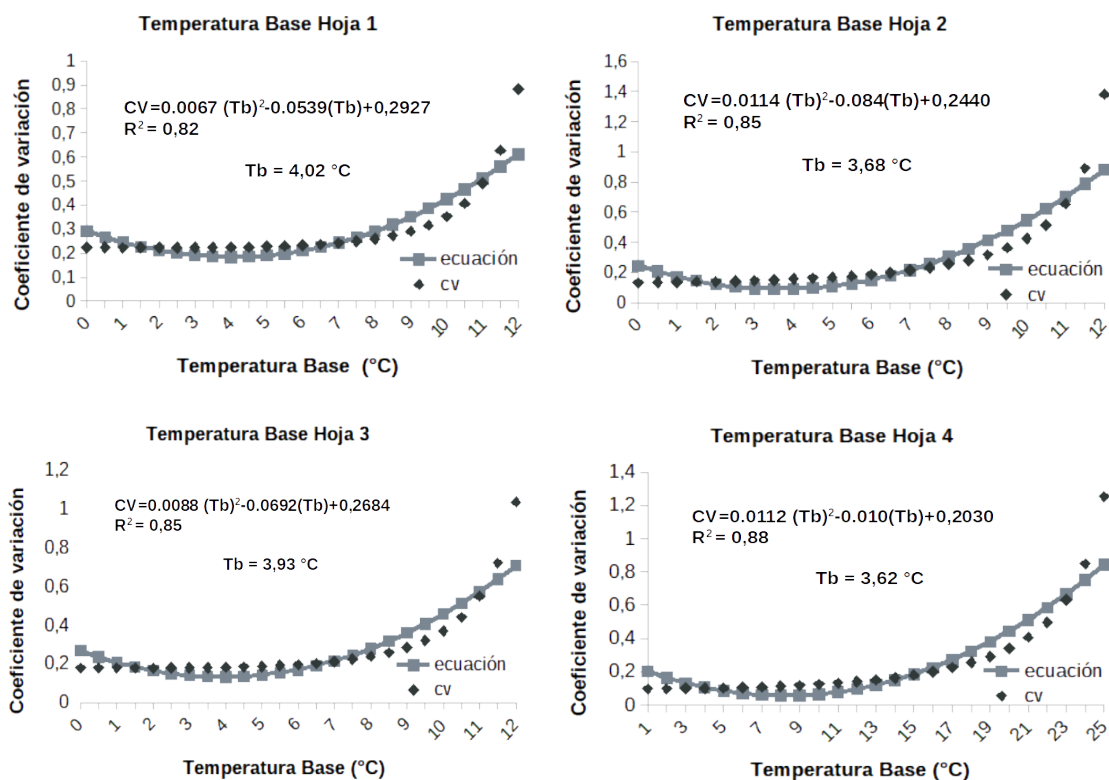 Temperatura Base Hoja 1
Coeficiente de variación
1
0,9
0,8
0,7
0,6
0,5
0,4
0,3
0,2
0,1
0
CV=0.0067 (Tb)²-0.0539(Tb)+0,2927
R² = 0,82
Tb = 4,02 °C
ecuación
cv
0 1 2 3 4 5 6 7 8 9 10 11 12
Temperatura Base (°C)
Temperatura Base Hoja 2
Coeficiente de variación
1,6
1,4
1,2
1
0,8
0,6
0,4
0,2
0
CV=0.0114 (Tb)²-0.084(Tb)+0,2440
R² = 0,85
Tb = 3,68 °C
ecuación
cv
0 1 2 3 4 5 6 7 8 9 10 11 12
Temperatura Base (°C)
Temperatura Base Hoja 3
Coeficiente de variación
1,2
1
0,8
0,6
0,4
0,2
0
CV=0.0088 (Tb)²-0.0692(Tb)+0,2684
R² = 0,85
Tb = 3,93 °C
ecuación
cv
0 1 2 3 4 5 6 7 8 9 10 11 12
Temperatura Base (°C)
Temperatura Base Hoja 4
Coeficiente de variación
1,4
1,2
1
0,8
0,6
0,4
0,2
0
CV=0.0112 (Tb)²-0.010(Tb)+0,2030
R² = 0,88
Tb = 3,62 °C
ecuación
cv
1 3 5 7 9 11 13 15 17 19 21 23 25
Temperatura Base (°C)